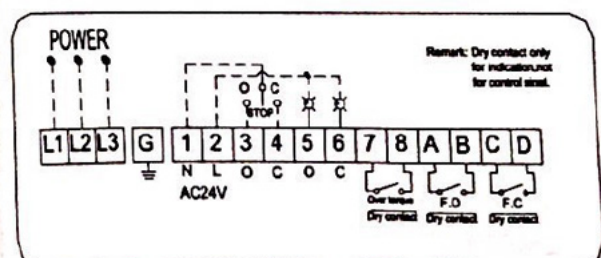 POWER
Remark: Dry contact only
for indication,not
for control sinal.
O C
STOP
L1 L2 L3 G 1 2 3 4 5 6 7 8 A B C D
N L O C O C
AC24V
Over torque F.O F.C
Dry contact Dry contact Dry contact